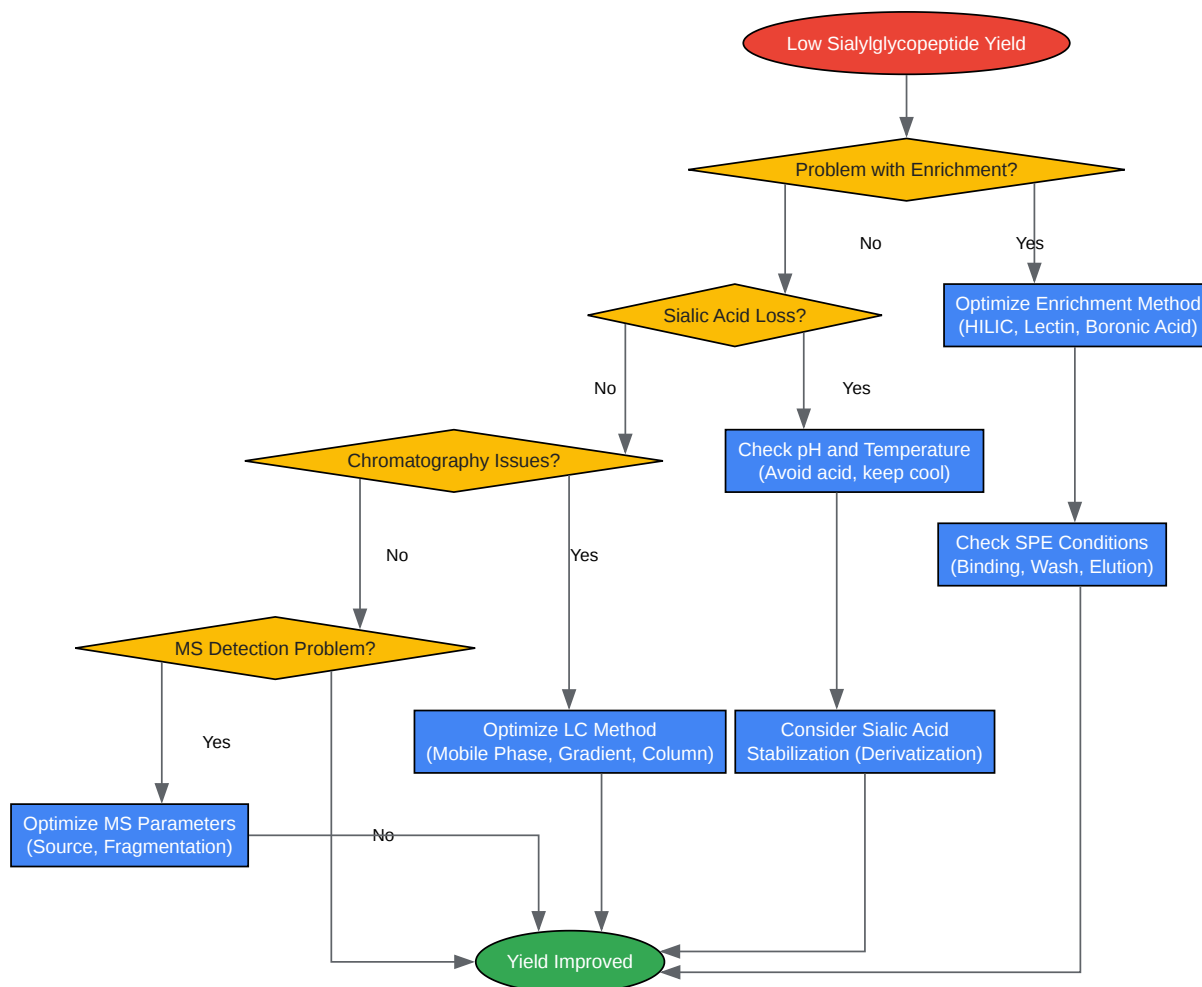 Low Sialylglycopeptide Yield
Problem with Enrichment?
No
Yes
Sialic Acid Loss?
Optimize Enrichment Method
(HILIC, Lectin, Boronic Acid)
No
Yes
Chromatography Issues?
Check pH and Temperature
(Avoid acid, keep cool)
No
Yes
Check SPE Conditions
(Binding, Wash, Elution)
MS Detection Problem?
Yes
Optimize LC Method
(Mobile Phase, Gradient, Column)
Consider Sialic Acid
Stabilization (Derivatization)
Optimize MS Parameters
(Source, Fragmentation)
No
Yield Improved